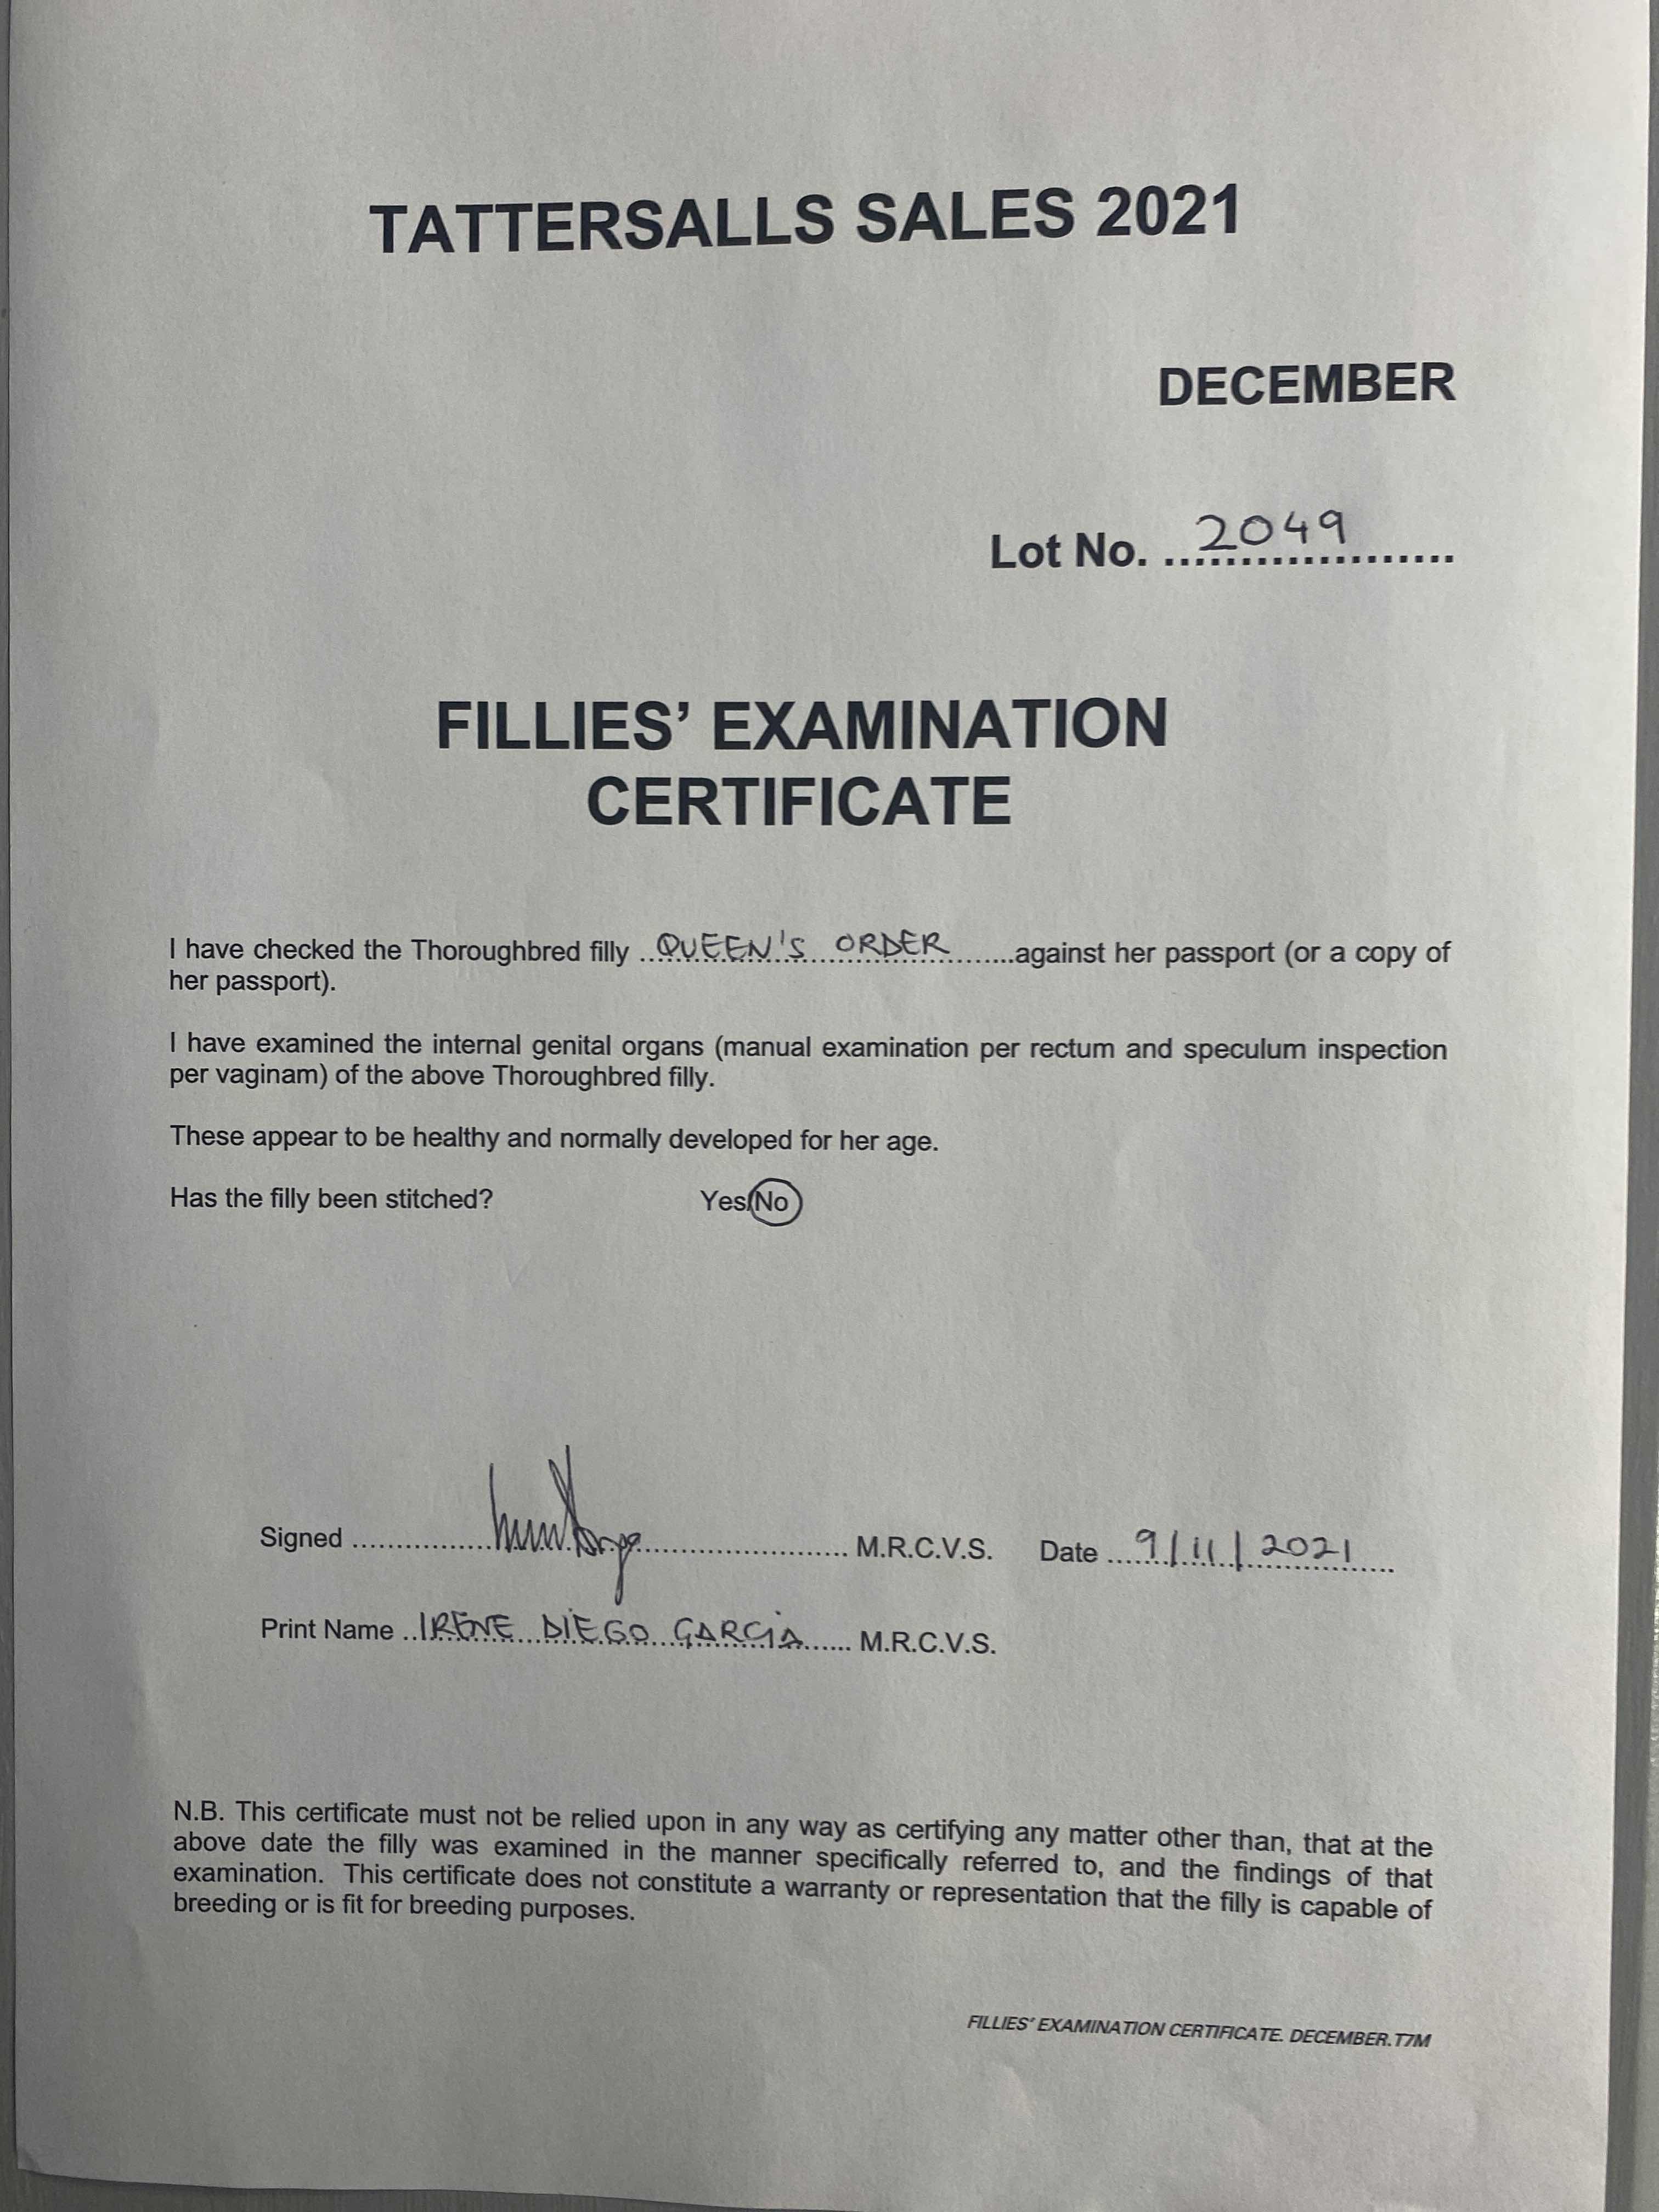 TATTERSALLS SALES 2021
DECEMBER
Lot No. ...2049...................
FILLIES' EXAMINATION
CERTIFICATE
I have checked the Thoroughbred filly ..QUEEN'S ORDER.........against her passport (or a copy of
her passport).
I have examined the internal genital organs (manual examination per rectum and speculum inspection
per vaginam) of the above Thoroughbred filly.
These appear to be healthy and normally developed for her age.
Has the filly been stitched? Yes/No
Signed ........................................ M.R.C.V.S. Date ....9/11/2021......
Print Name ..IRENE DIEGO GARCIA...... M.R.C.V.S.
N.B. This certificate must not be relied upon in any way as certifying any matter other than, that at the
above date the filly was examined in the manner specifically referred to, and the findings of that
examination. This certificate does not constitute a warranty or representation that the filly is capable of
breeding or is fit for breeding purposes.
FILLIES' EXAMINATION CERTIFICATE. DECEMBER.T7M